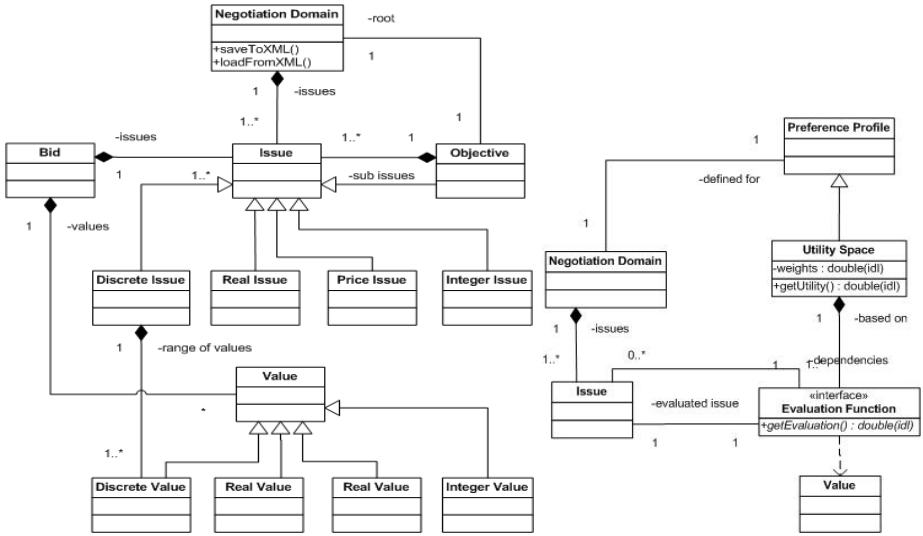 Negotiation Domain
-root
+saveToXML()
+loadFromXML()
1
1
-issues
1..*
1
-issues
1..*
1
Bid
Issue
Objective
1
1..*
-sub issues
1
-values
Discrete Issue
Real Issue
Price Issue
Integer Issue
1
-range of values
Value
*
1..*
Discrete Value
Real Value
Real Value
Integer Value
Preference Profile
1
-defined for
1
Negotiation Domain
Utility Space
-weights : double(idl)
+getUtility() : double(idl)
1
-issues
1
-based on
1..*
0..*
1
1..*
-dependencies
Issue
«interface»
Evaluation Function
-evaluated issue
+getEvaluation() : double(idl)
1
1
Value